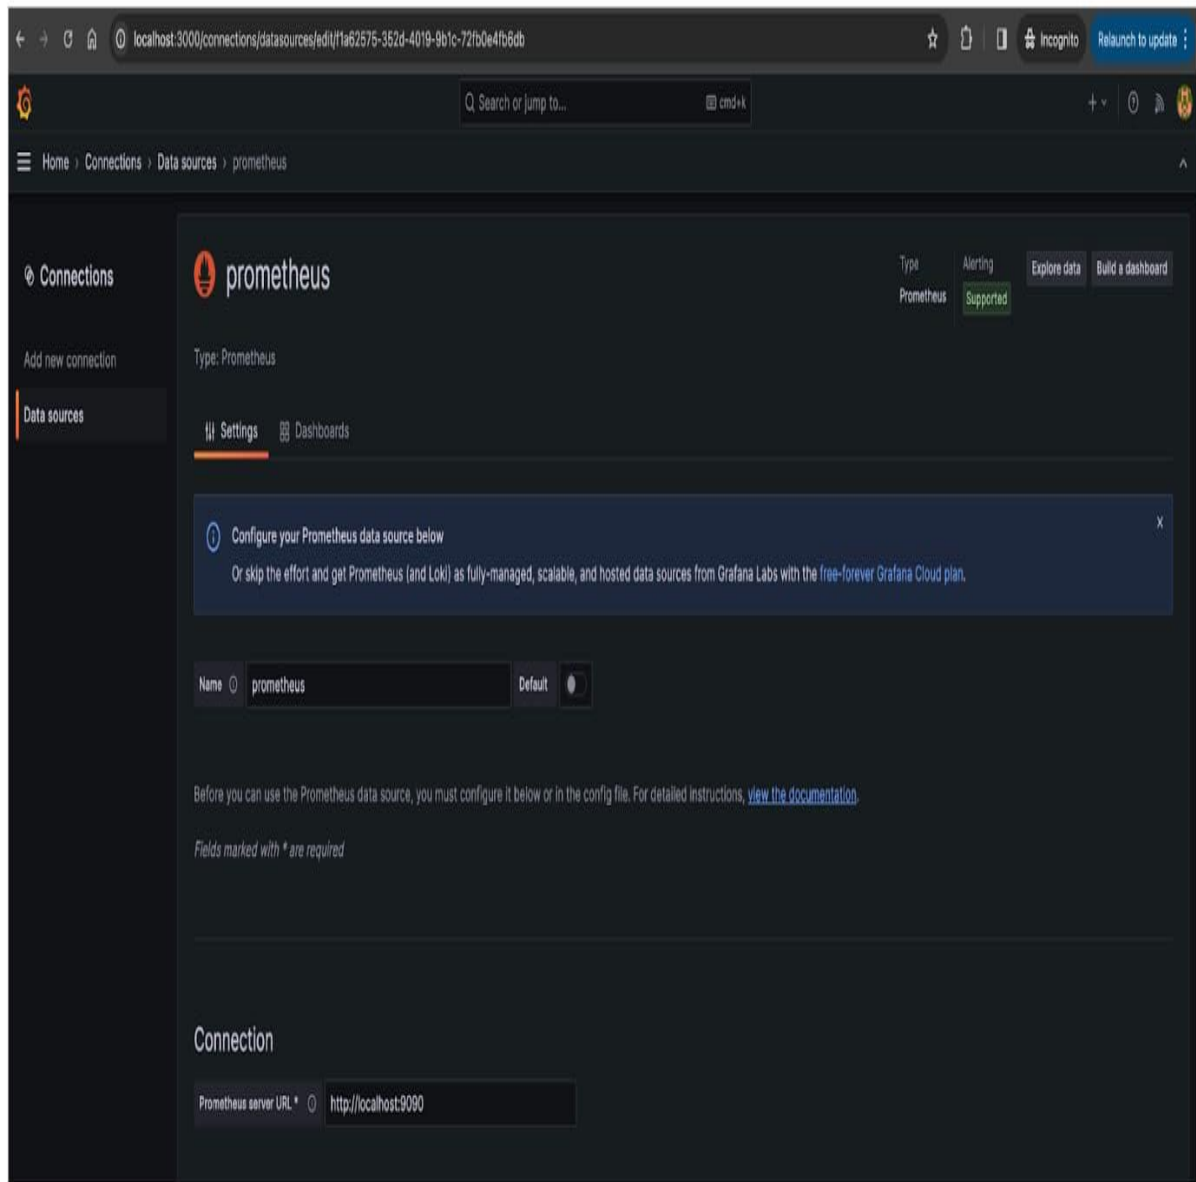 localhost:3000/connections/datasources/edit/f1a62575-352d-4019-9b1c-72fb0e4fb6db
Incognito
Relaunch to update
Search or jump to...
cmd+k
Home › Connections › Data sources › prometheus
Connections
Add new connection
Data sources
prometheus
Type
Prometheus
Alerting
Supported
Explore data
Build a dashboard
Type: Prometheus
Settings
Dashboards
Configure your Prometheus data source below
Or skip the effort and get Prometheus (and Loki) as fully-managed, scalable, and hosted data sources from Grafana Labs with the free-forever Grafana Cloud plan.
Name
prometheus
Default
Before you can use the Prometheus data source, you must configure it below or in the config file. For detailed instructions, view the documentation.
Fields marked with * are required
Connection
Prometheus server URL *
http://localhost:9090